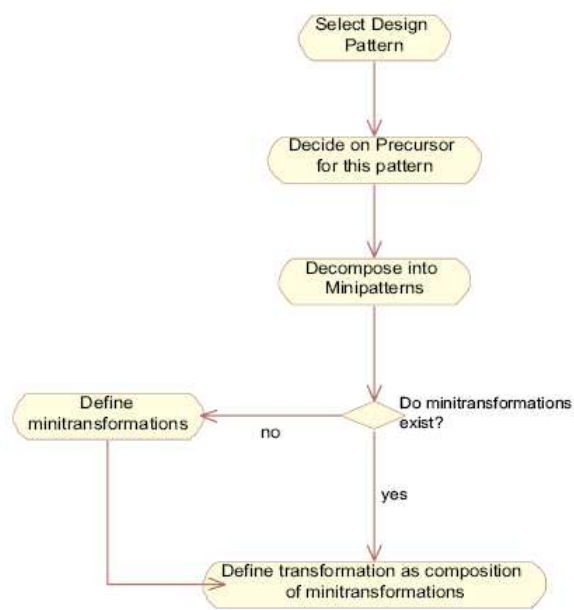 Select Design
Pattern
Decide on Precursor
for this pattern
Decompose into
Minipatterns
Do minitransformations
exist?
Define
minitransformations
no
yes
Define transformation as composition
of minitransformations